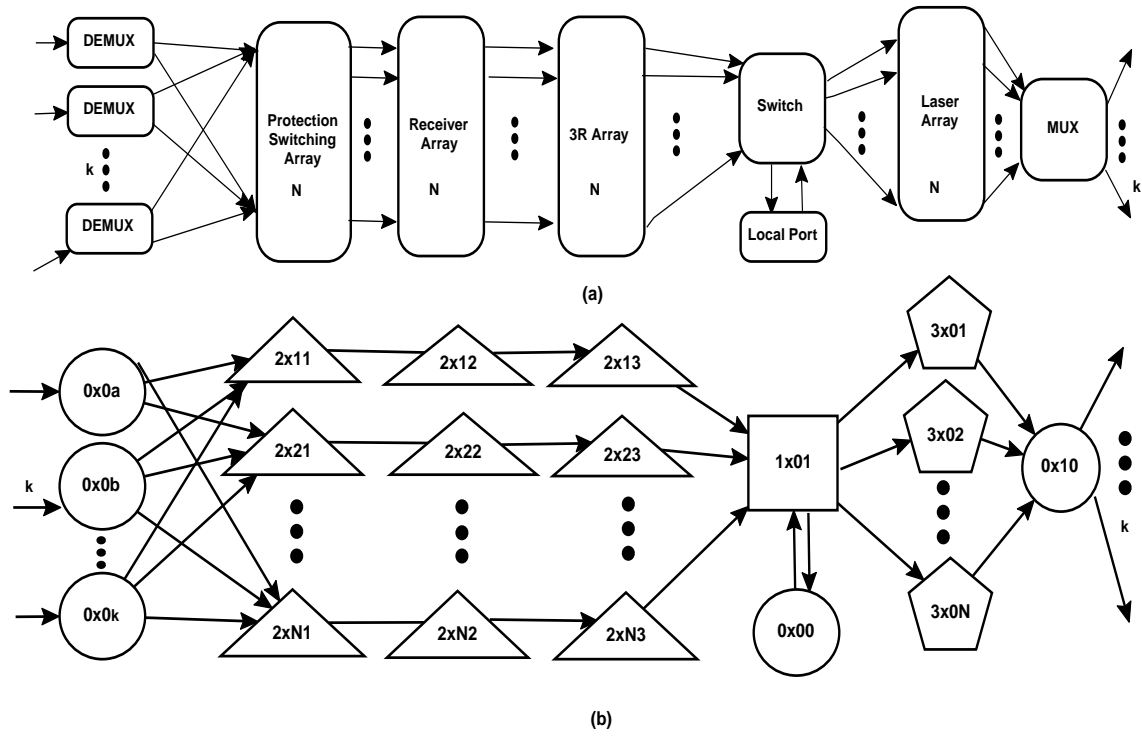 DEMUX
DEMUX
k
DEMUX
Protection
Switching
Array
N
Receiver
Array
N
3R Array
N
Switch
Local Port
Laser
Array
N
MUX
k
(a)
0x0a
0x0b
k
0x0k
2x11
2x12
2x13
2x21
2x22
2x23
2xN1
2xN2
2xN3
1x01
0x00
3x01
3x02
3x0N
0x10
k
(b)